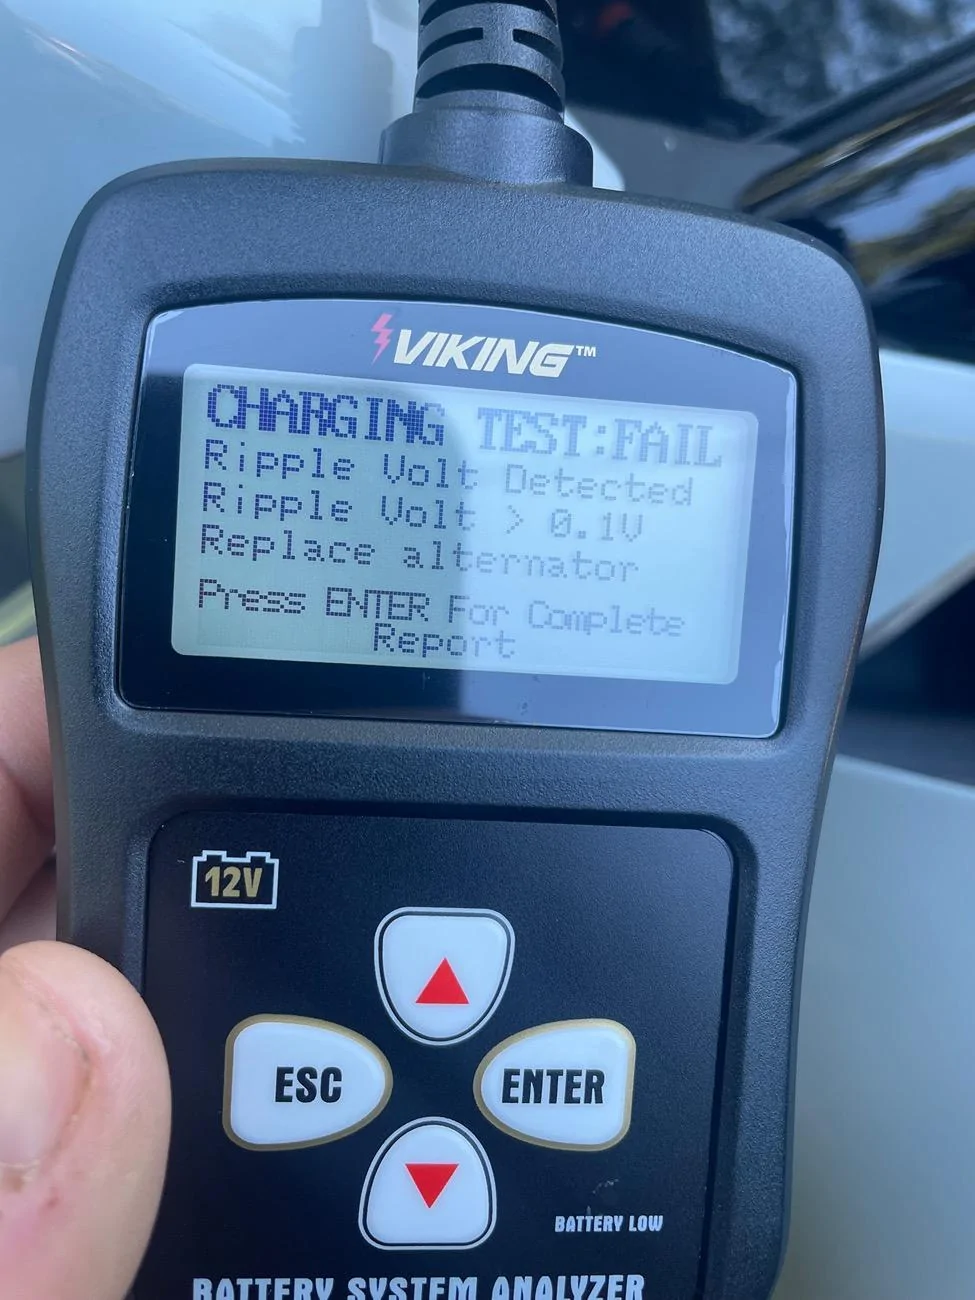 VIKING™
CHARGING TEST:FAIL
Ripple Volt Detected
Ripple Volt > 0.1V
Replace alternator
Press ENTER For Complete
Report
12V
ESC
ENTER
BATTERY LOW
BATTERY SYSTEM ANALYZER